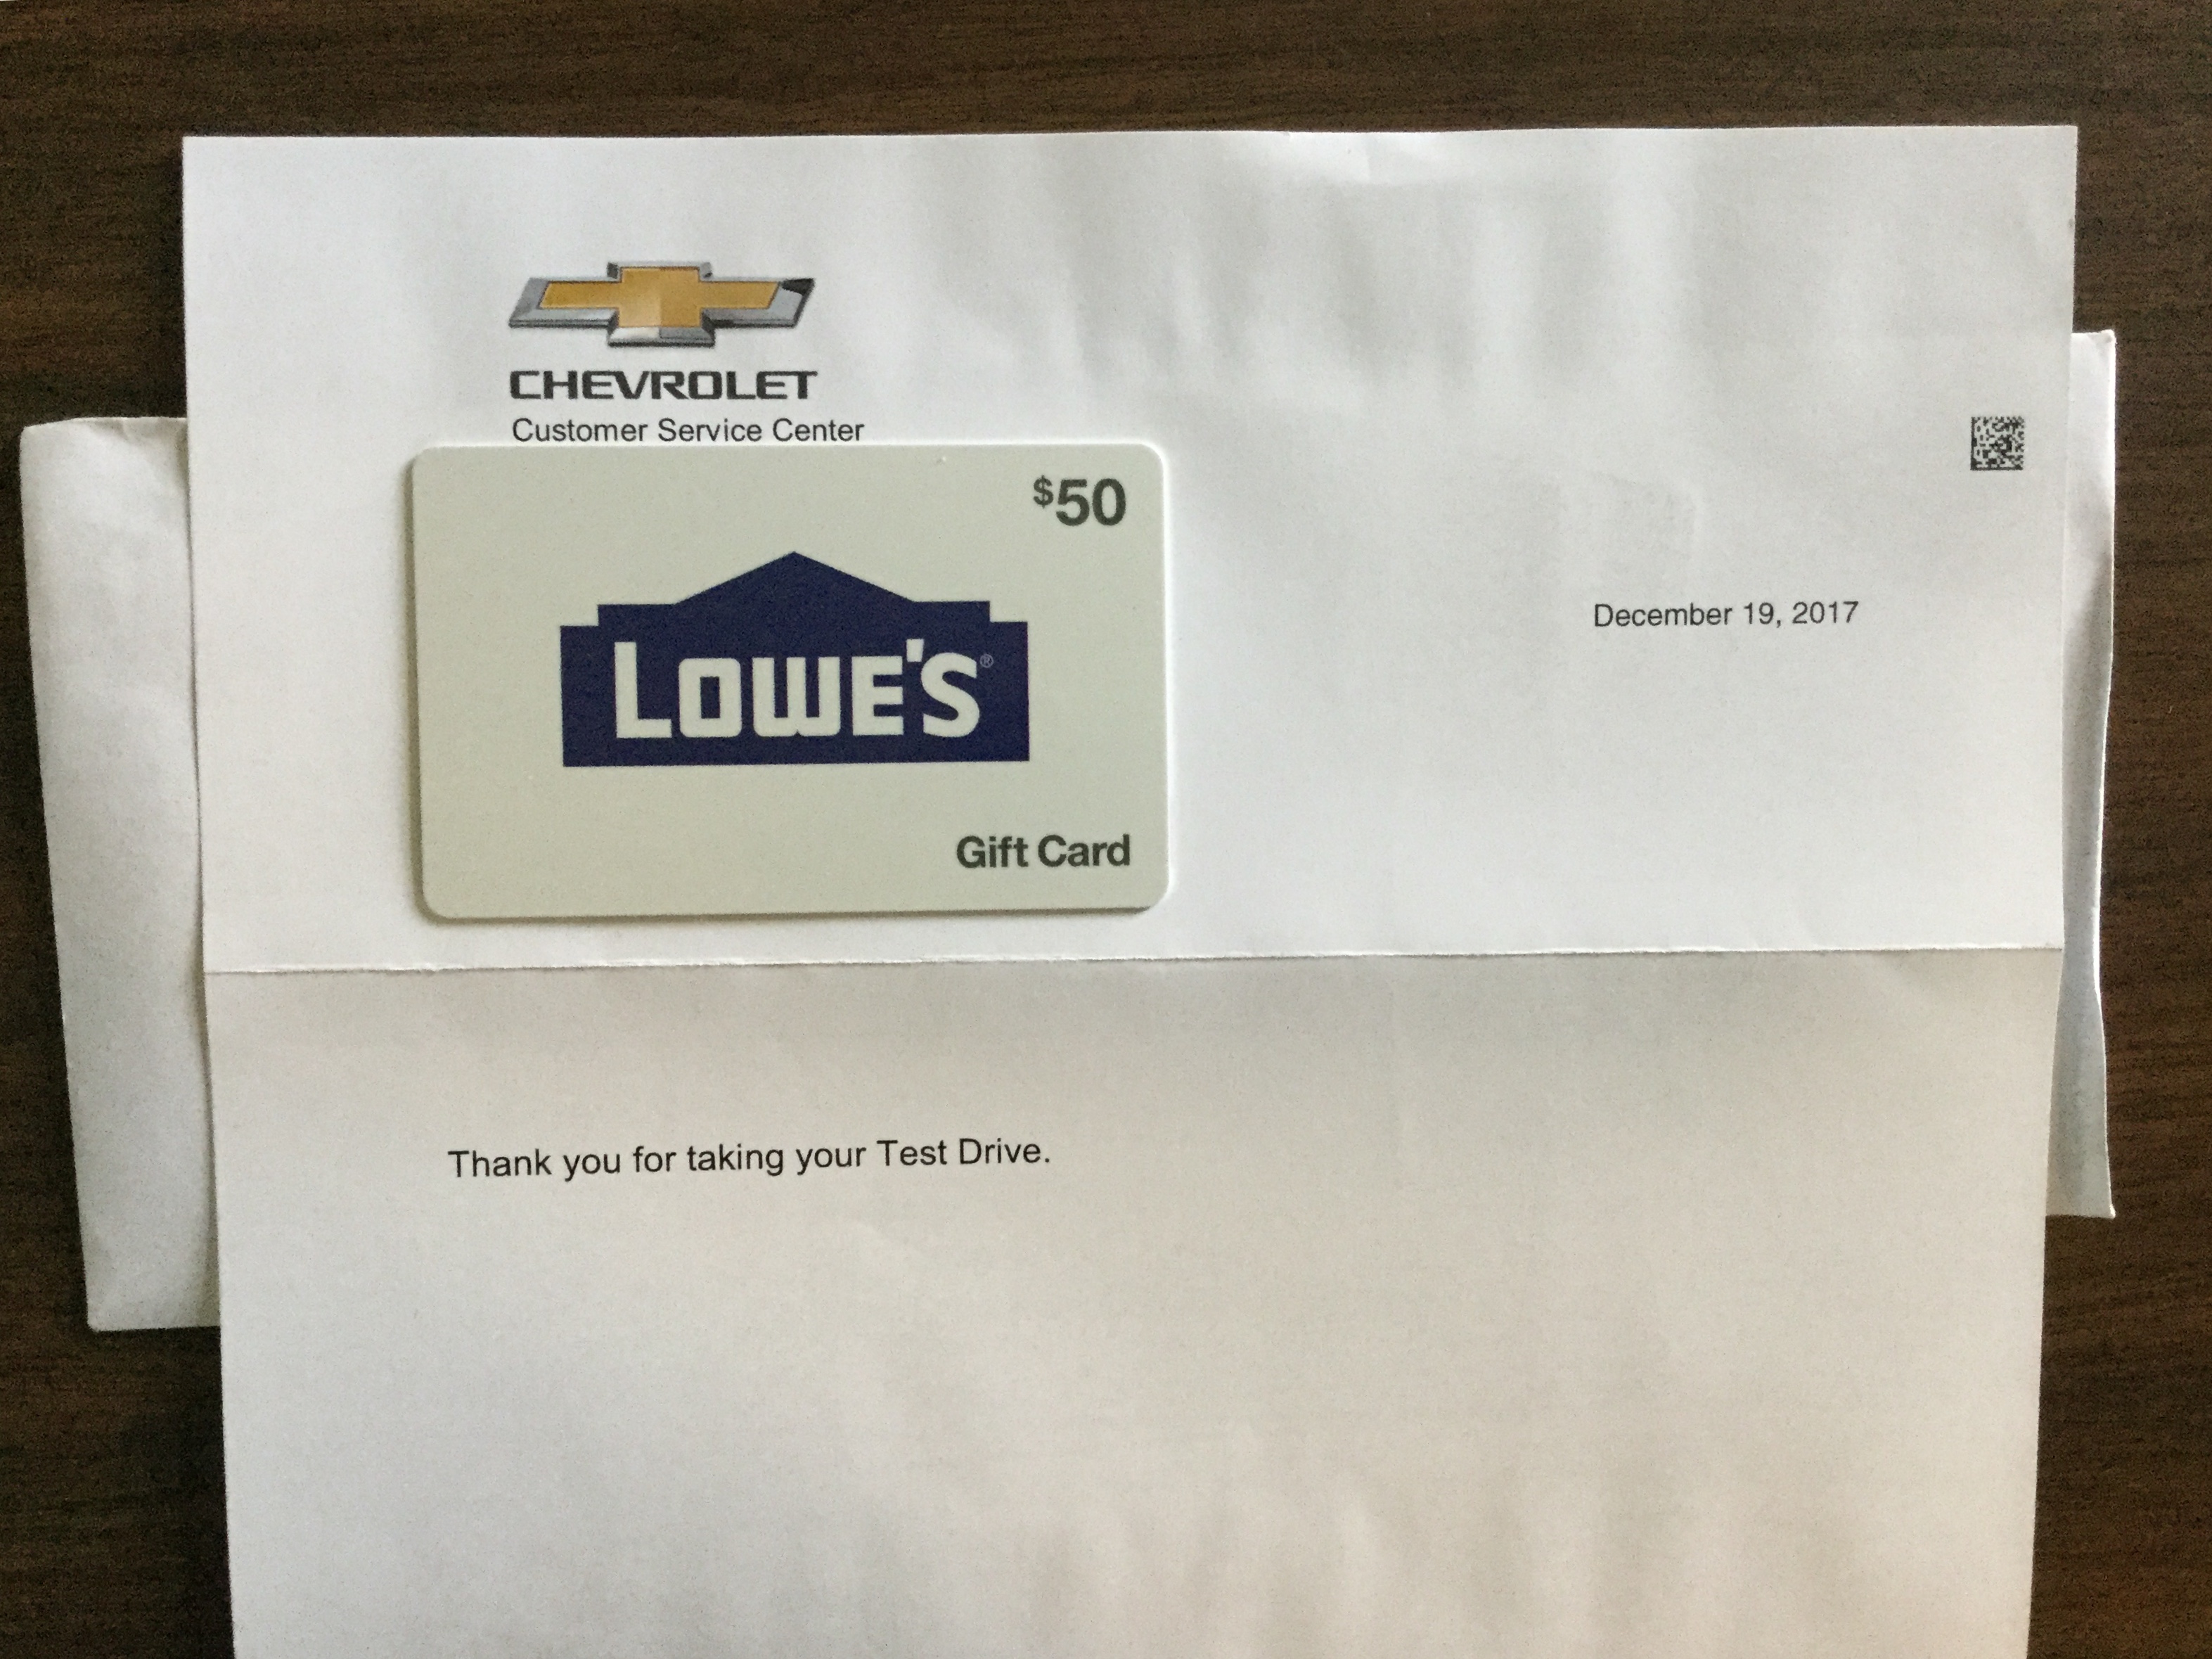 CHEVROLET
Customer Service Center
$50
LOWE'S®
Gift Card
December 19, 2017
Thank you for taking your Test Drive.